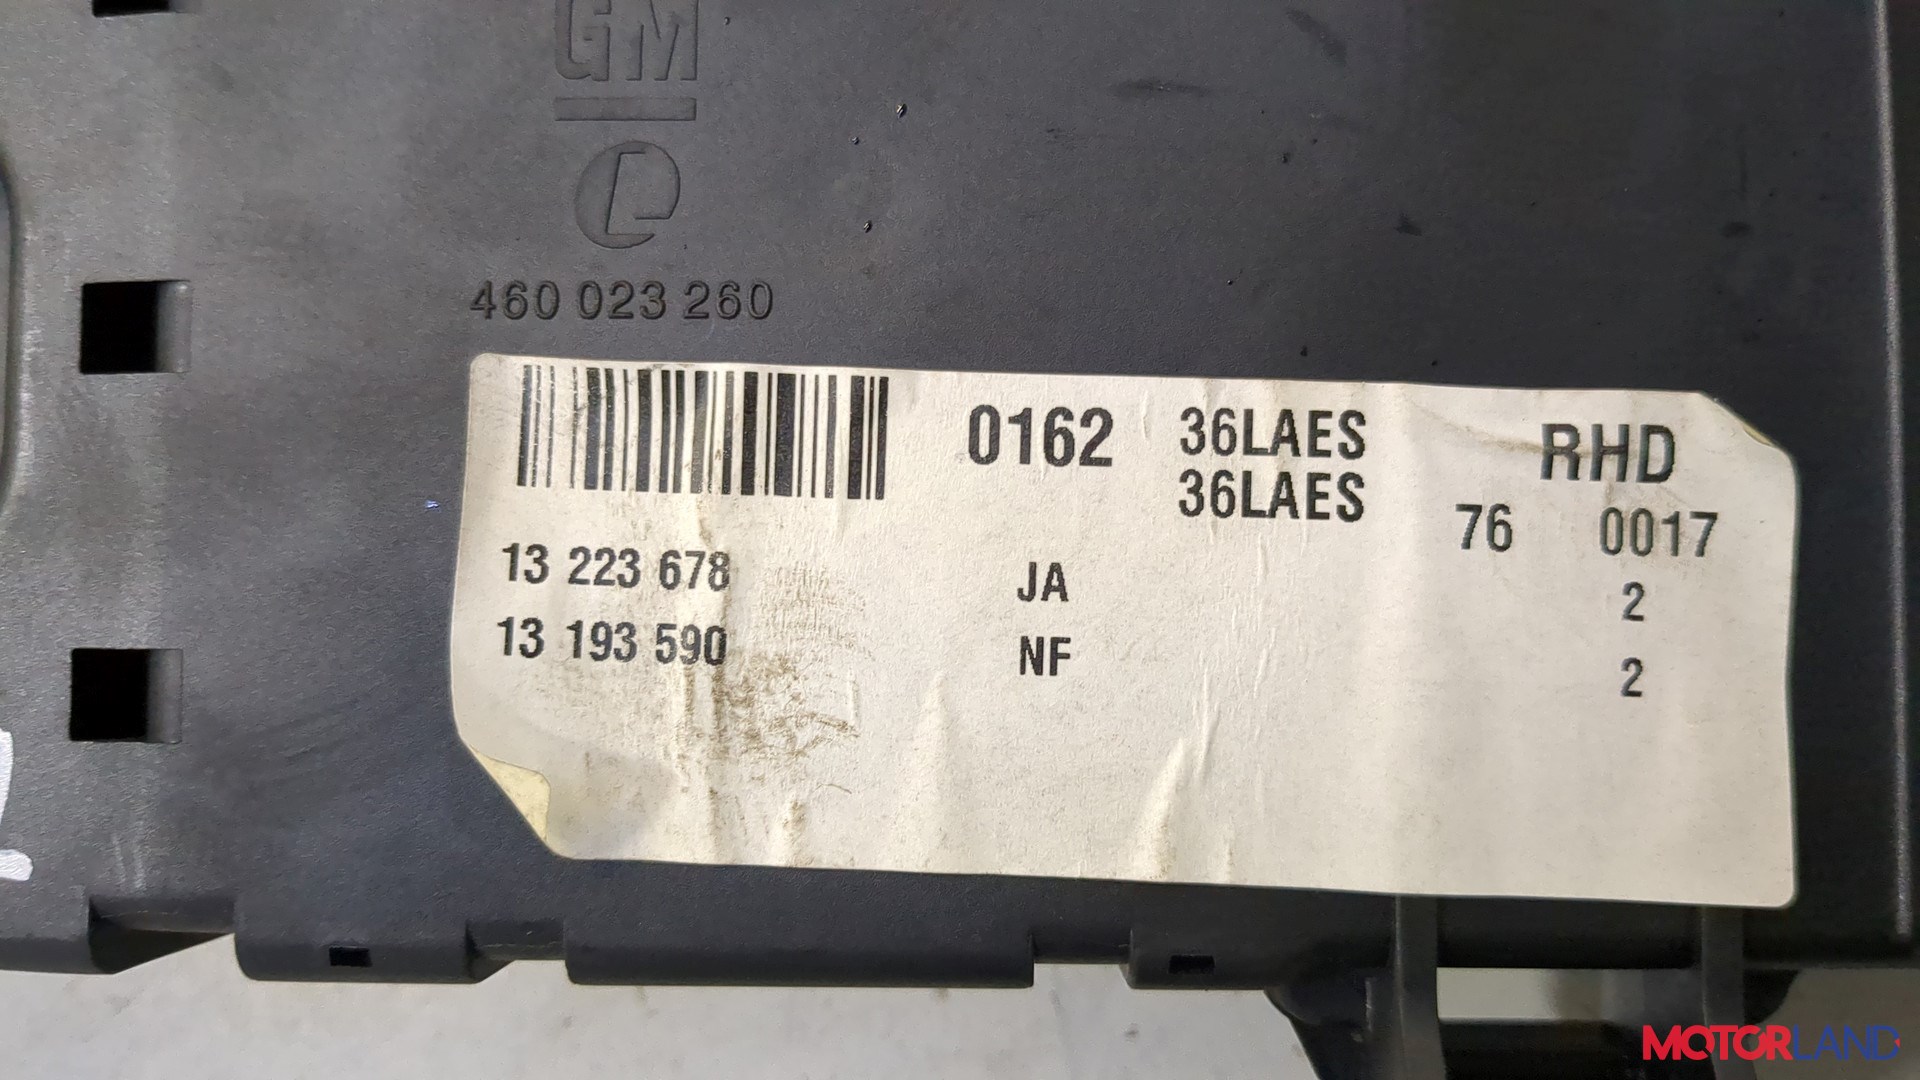 GM
460 023 260
0162 36LAES RHD
36LAES 76 0017
13 223 678 JA 2
13 193 590 NF 2
MOTORLAND